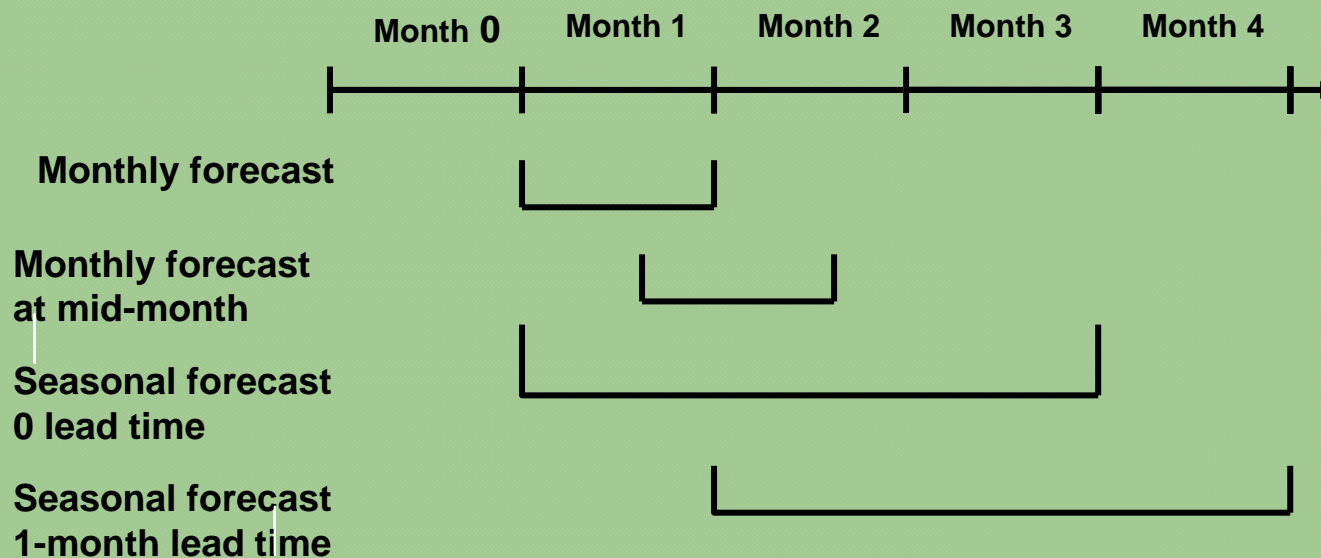 Month 0 Month 1 Month 2 Month 3 Month 4
Monthly forecast
Monthly forecast
at mid-month
Seasonal forecast
0 lead time
Seasonal forecast
1-month lead time